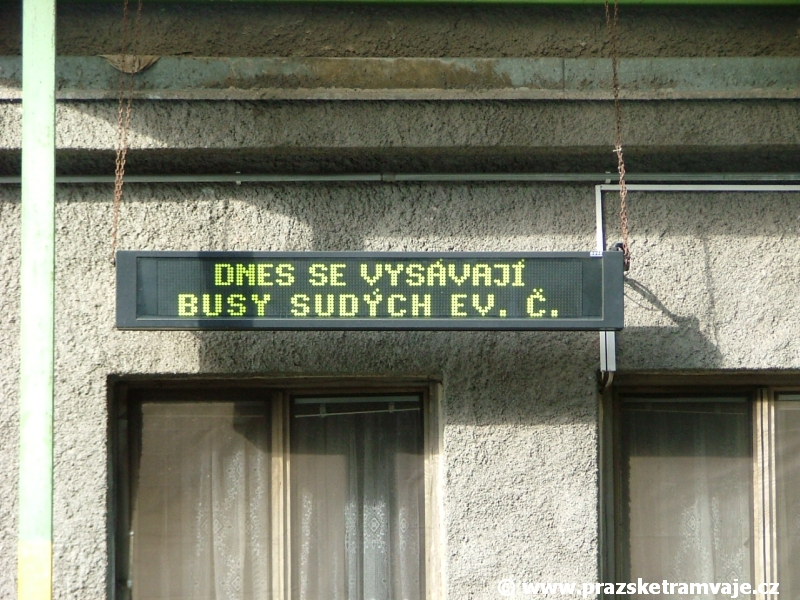 DNES SE VYSÁVAJÍ
BUSY SUDÝCH EV. Č.
© www.prazsketramvaje.cz